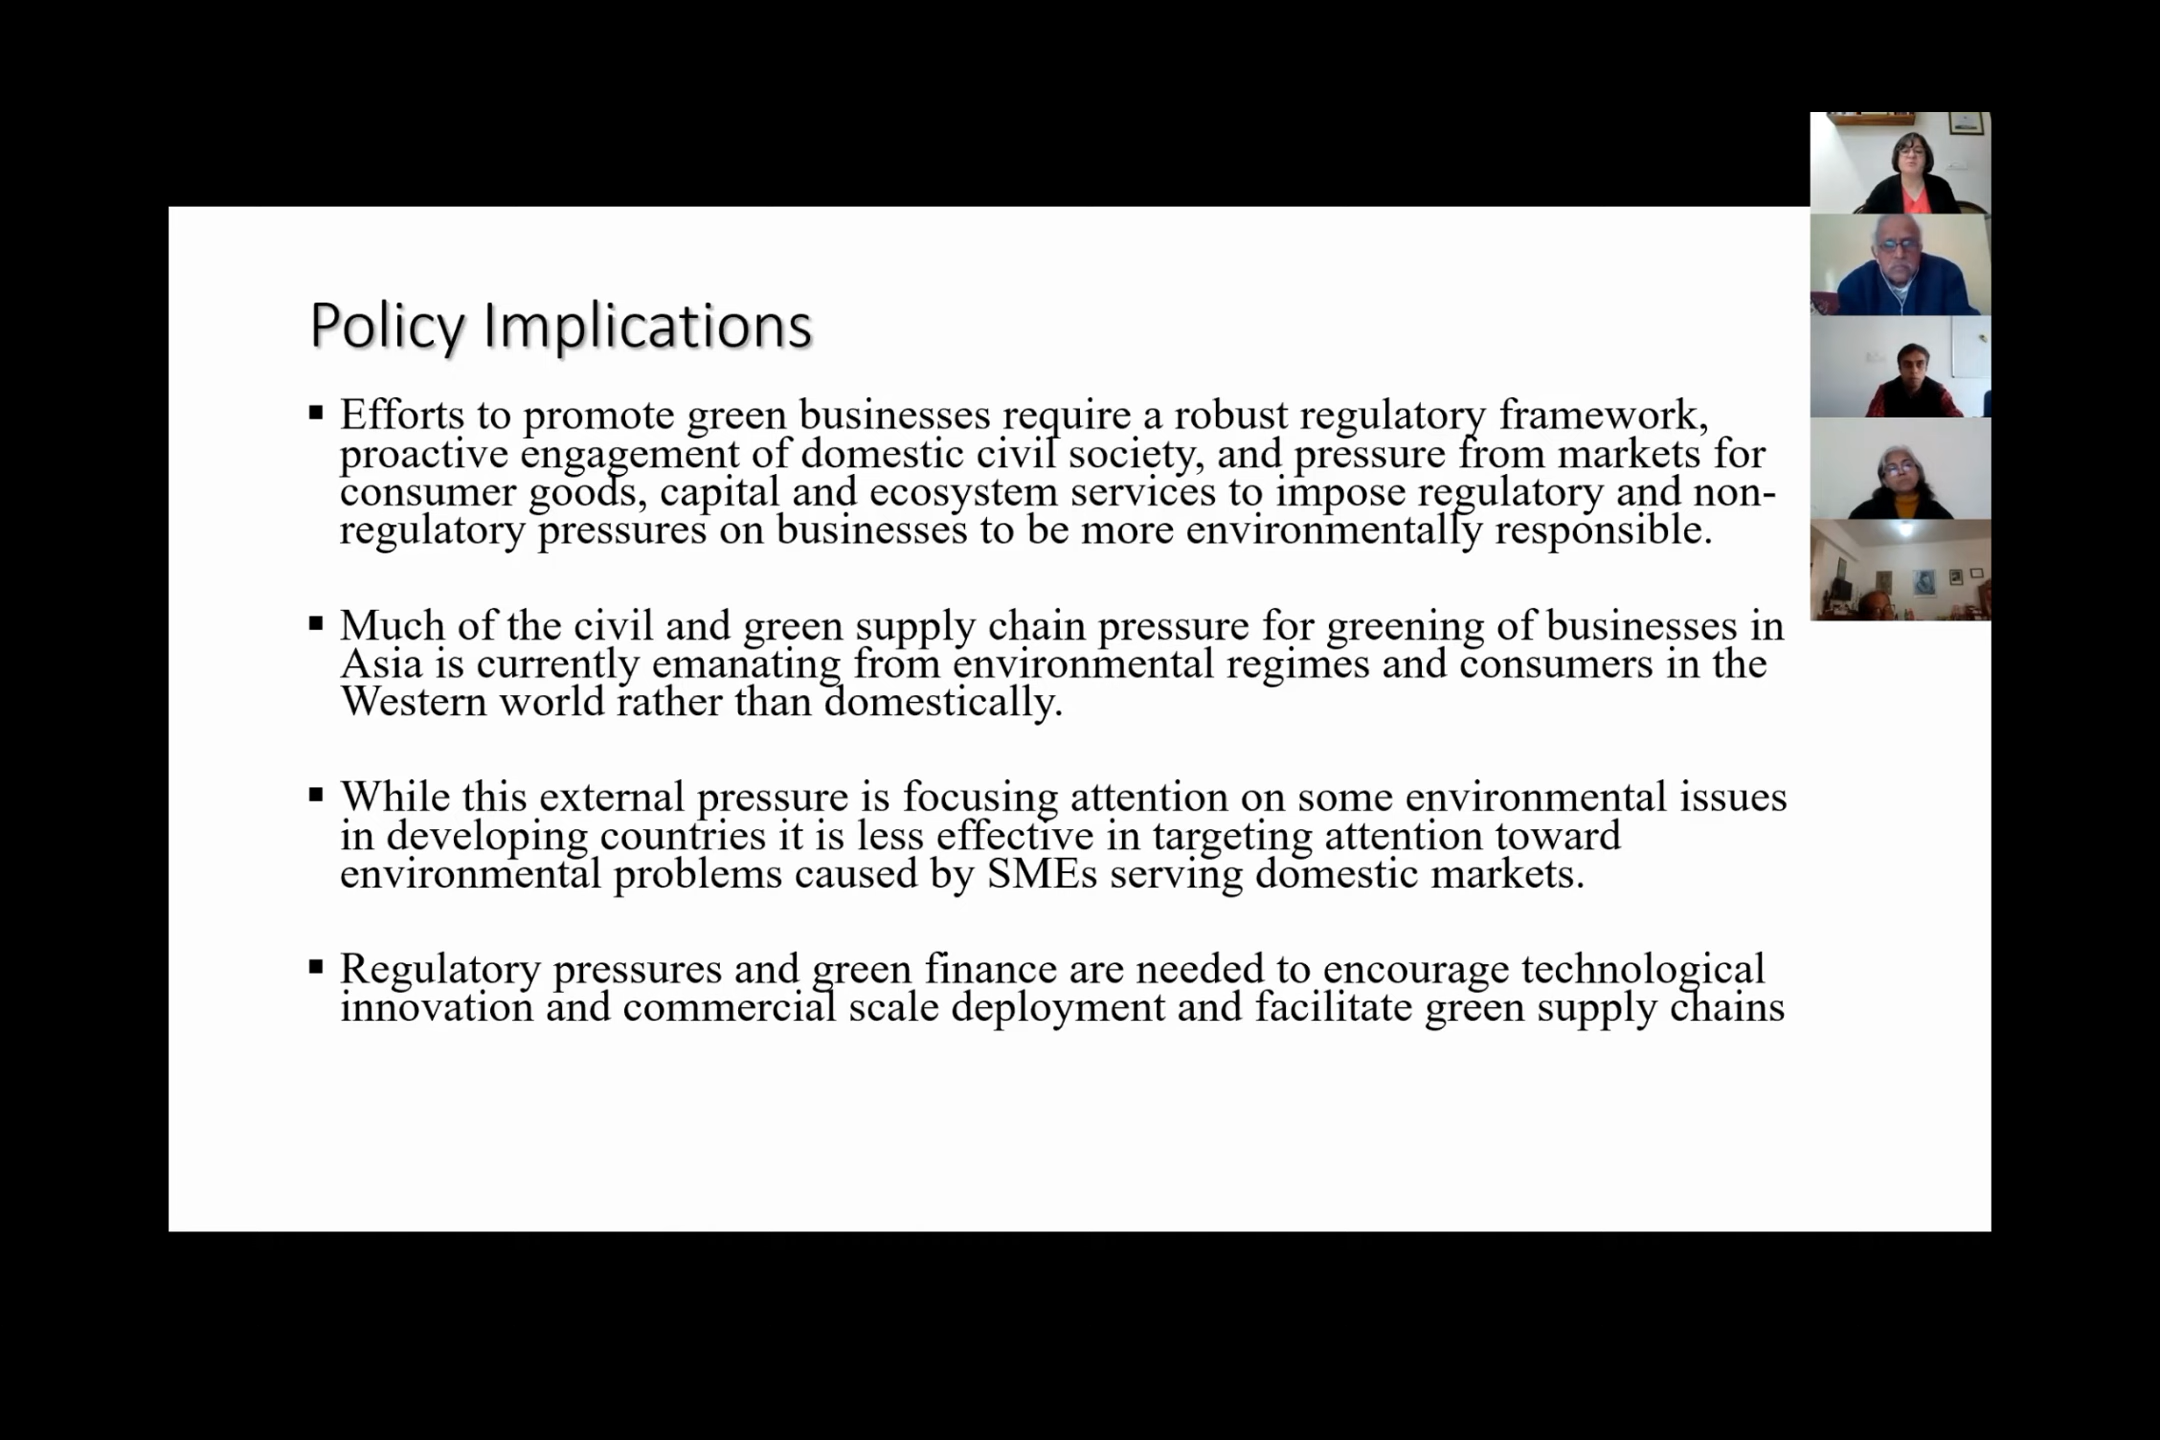 Policy Implications
▪ Efforts to promote green businesses require a robust regulatory framework,
proactive engagement of domestic civil society, and pressure from markets for
consumer goods, capital and ecosystem services to impose regulatory and non-
regulatory pressures on businesses to be more environmentally responsible.
▪ Much of the civil and green supply chain pressure for greening of businesses in
Asia is currently emanating from environmental regimes and consumers in the
Western world rather than domestically.
▪ While this external pressure is focusing attention on some environmental issues
in developing countries it is less effective in targeting attention toward
environmental problems caused by SMEs serving domestic markets.
▪ Regulatory pressures and green finance are needed to encourage technological
innovation and commercial scale deployment and facilitate green supply chains